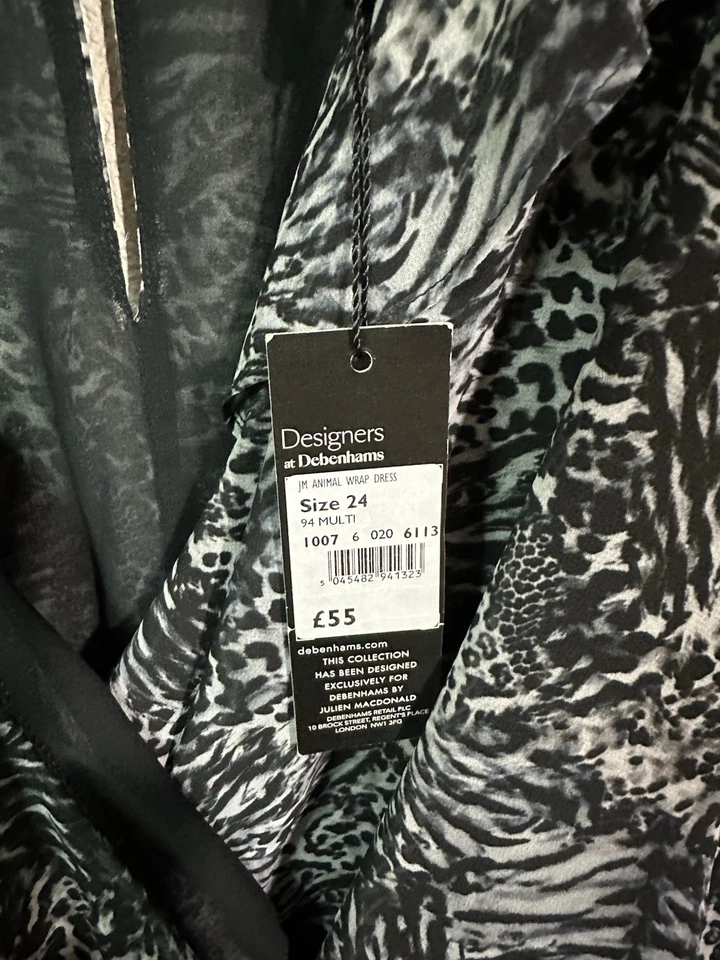 Designers
at Debenhams
JM ANIMAL WRAP DRESS
Size 24
94 MULTI
1007 6 020 6113
5 045482 941323
£55
debenhams.com
THIS COLLECTION
HAS BEEN DESIGNED
EXCLUSIVELY FOR
DEBENHAMS BY
JULIEN MACDONALD
DEBENHAMS RETAIL PLC
10 BROCK STREET, REGENT'S PLACE
LONDON NW1 3FG